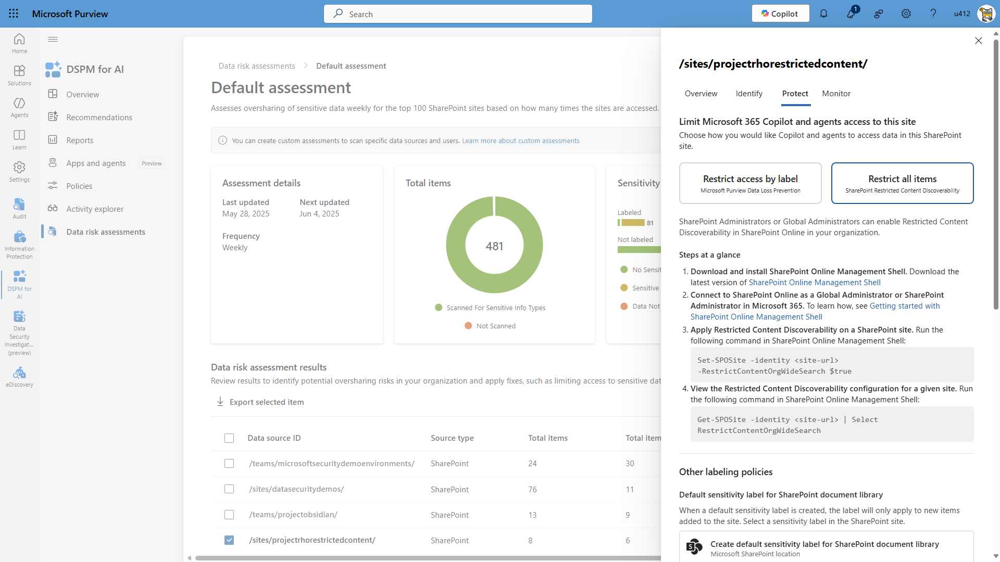 Microsoft Purview
Search
Copilot
1
u412
Home
Solutions
Agents
Learn
Settings
Audit
Information
Protection
DSPM for
AI
Data
Security
Investigat...
(preview)
eDiscovery
DSPM for AI
Overview
Recommendations
Reports
Apps and agents Preview
Policies
Activity explorer
Data risk assessments
Data risk assessments > Default assessment
Default assessment
Assesses oversharing of sensitive data weekly for the top 100 SharePoint sites based on how many times the sites are accessed.
You can create custom assessments to scan specific data sources and users. Learn more about custom assessments
Assessment details
Last updated Next updated
May 28, 2025 Jun 4, 2025
Frequency
Weekly
Total items
481
Scanned For Sensitive Info Types
Not Scanned
Sensitivity
Labeled
81
Not labeled
No Sensit
Sensitive
Data Not
Data risk assessment results
Review results to identify potential oversharing risks in your organization and apply fixes, such as limiting access to sensitive dat
Export selected item
Data source ID Source type Total items Total item
/teams/microsoftsecuritydemoenvironments/ SharePoint 24 30
/sites/datasecuritydemos/ SharePoint 76 11
/teams/projectobsidian/ SharePoint 13 9
/sites/projectrhorestrictedcontent/ SharePoint 8 6
/sites/projectrhorestrictedcontent/
Overview Identify Protect Monitor
Limit Microsoft 365 Copilot and agents access to this site
Choose how you would like Copilot and agents to access data in this SharePoint
site.
Restrict access by label
Microsoft Purview Data Loss Prevention
Restrict all items
SharePoint Restricted Content Discoverability
SharePoint Administrators or Global Administrators can enable Restricted Content
Discoverability in SharePoint Online in your organization.
Steps at a glance
1. Download and install SharePoint Online Management Shell. Download the
latest version of SharePoint Online Management Shell
2. Connect to SharePoint Online as a Global Administrator or SharePoint
Administrator in Microsoft 365. To learn how, see Getting started with
SharePoint Online Management Shell
3. Apply Restricted Content Discoverability on a SharePoint site. Run the
following command in SharePoint Online Management Shell:
Set-SPOSite -identity <site-url>
-RestrictContentOrgWideSearch $true
4. View the Restricted Content Discoverability configuration for a given site. Run
the following command in SharePoint Online Management Shell:
Get-SPOSite -identity <site-url> | Select
RestrictContentOrgWideSearch
Other labeling policies
Default sensitivity label for SharePoint document library
When a default sensitivity label is created, the label will only apply to new items
added to the site. Select a sensitivity label in the SharePoint site.
Create default sensitivity label for SharePoint document library
Microsoft SharePoint location